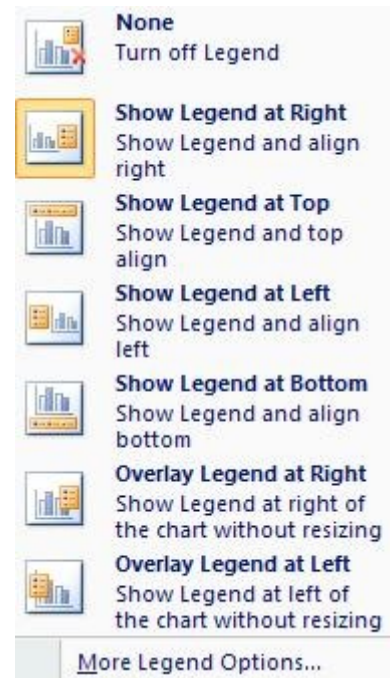 None
Turn off Legend
Show Legend at Right
Show Legend and align
right
Show Legend at Top
Show Legend and top
align
Show Legend at Left
Show Legend and align
left
Show Legend at Bottom
Show Legend and align
bottom
Overlay Legend at Right
Show Legend at right of
the chart without resizing
Overlay Legend at Left
Show Legend at left of
the chart without resizing
More Legend Options...